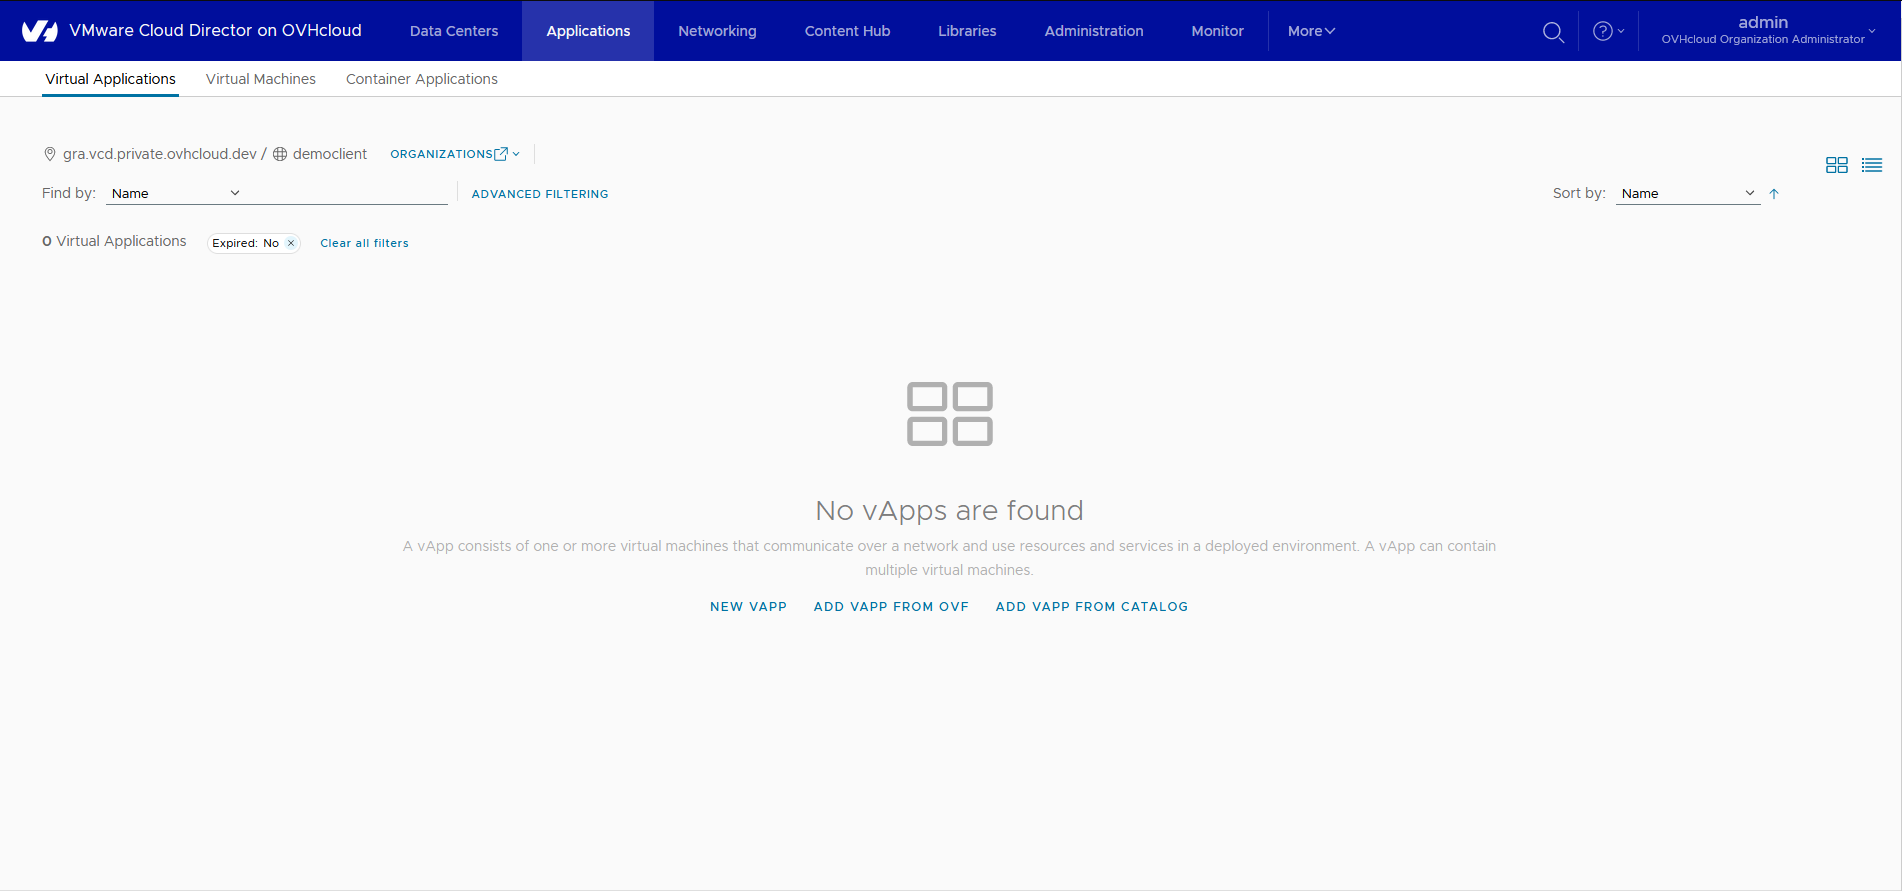 VMware Cloud Director on OVHcloud Data Centers Applications Networking Content Hub Libraries Administration Monitor More admin
OVHcloud Organization Administrator
Virtual Applications Virtual Machines Container Applications
gra.vcd.private.ovhcloud.dev / democlient ORGANIZATIONS
Find by: Name ADVANCED FILTERING Sort by: Name
0 Virtual Applications Expired: No Clear all filters
No vApps are found
A vApp consists of one or more virtual machines that communicate over a network and use resources and services in a deployed environment. A vApp can contain
multiple virtual machines.
NEW VAPP ADD VAPP FROM OVF ADD VAPP FROM CATALOG